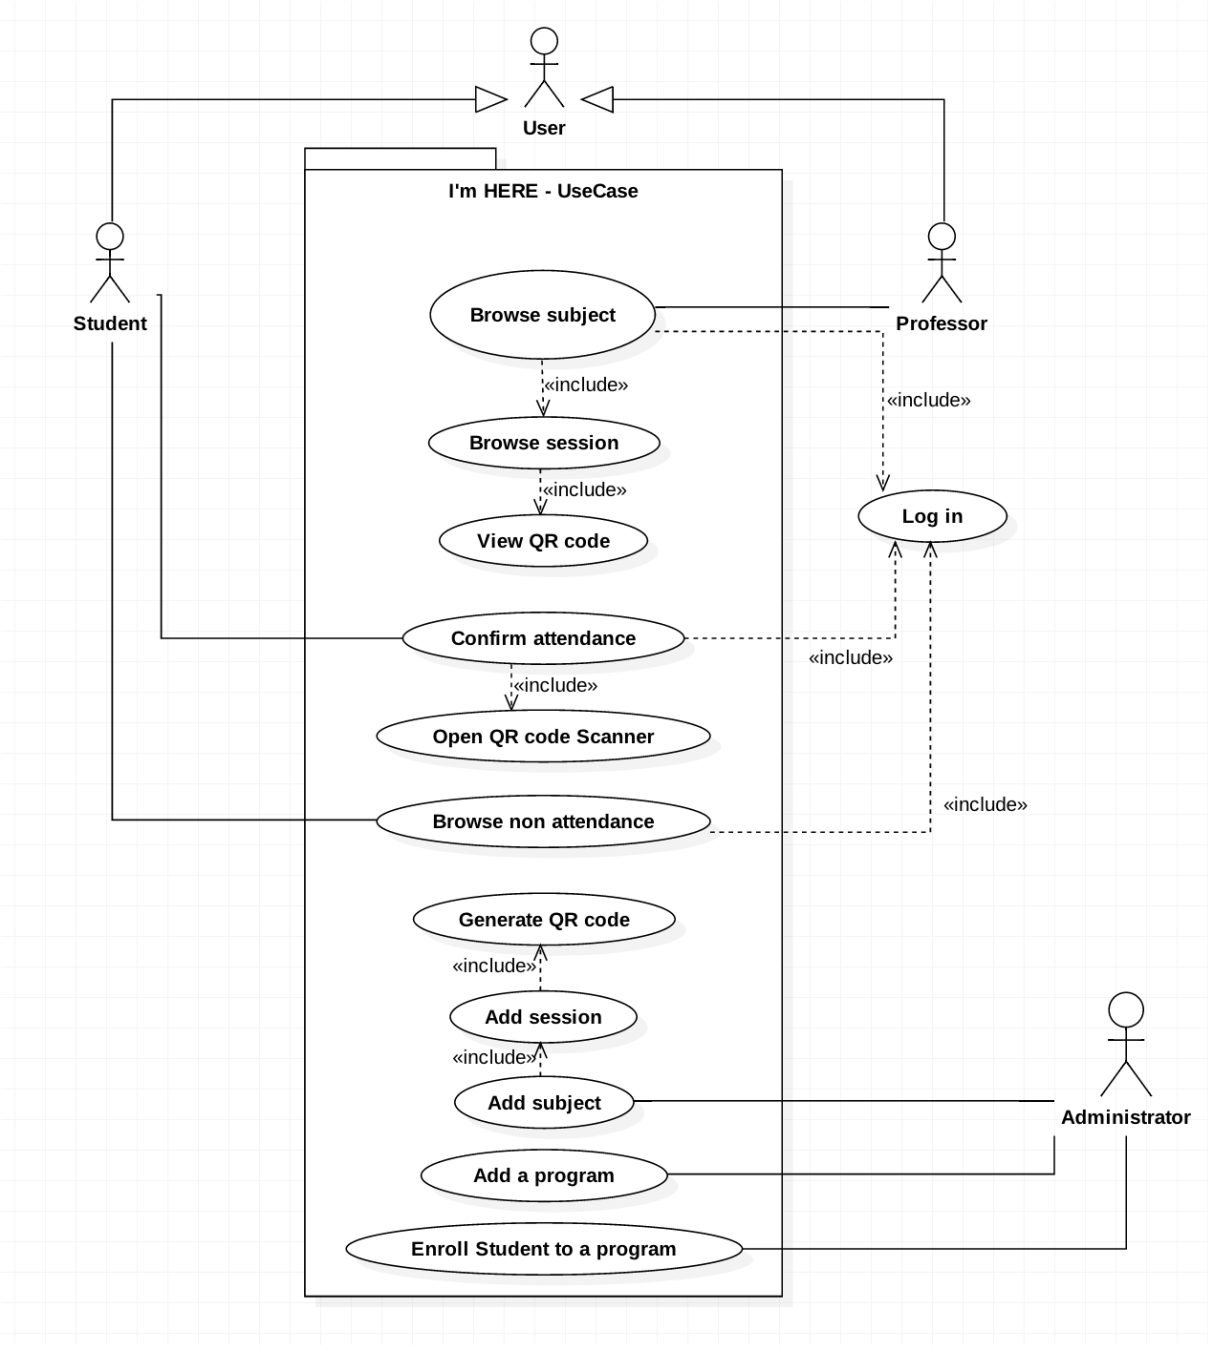 User
I'm HERE - UseCase
Student
Professor
Browse subject
«include»
«include»
Browse session
«include»
View QR code
Log in
Confirm attendance
«include»
«include»
Open QR code Scanner
«include»
Browse non attendance
Generate QR code
«include»
Add session
«include»
Add subject
Administrator
Add a program
Enroll Student to a program